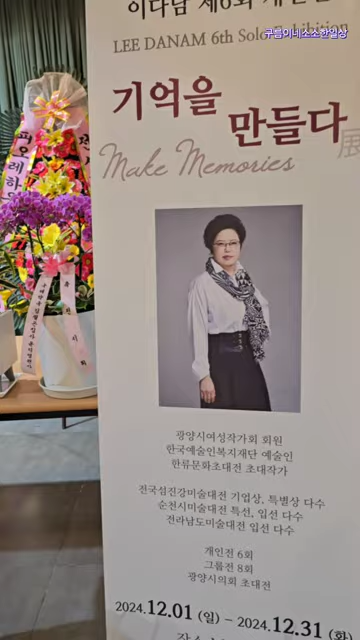 구름이네 소소한일상
이다남 제6회 개인전
LEE DANAM 6th Solo Exhibition
기억을
만들다
展
Make Memories
광양시여성작가회 회원
한국예술인복지재단 예술인
한류문화초대전 초대작가
전국섬진강미술대전 기업상, 특별상 다수
순천시미술대전 특선, 입선 다수
전라남도미술대전 입선 다수
개인전 6회
그룹전 8회
광양시의회 초대전
2024.12.01 (일) - 2024.12.31 (화)